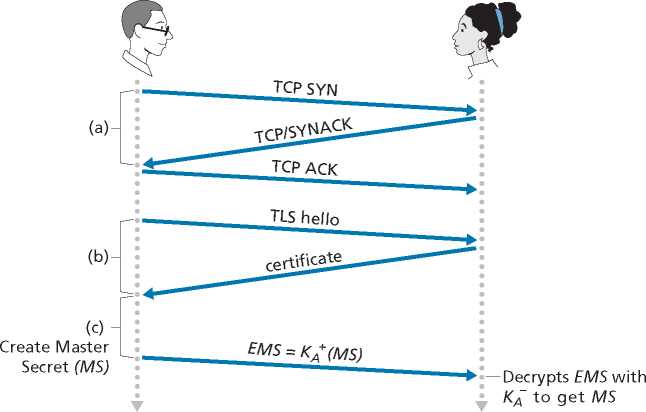 TCP SYN
(a)
TCP/SYNACK
TCP ACK
TLS hello
(b)
certificate
(c)
Create Master
Secret (MS)
EMS = K_A^+(MS)
Decrypts EMS with
K_A^− to get MS